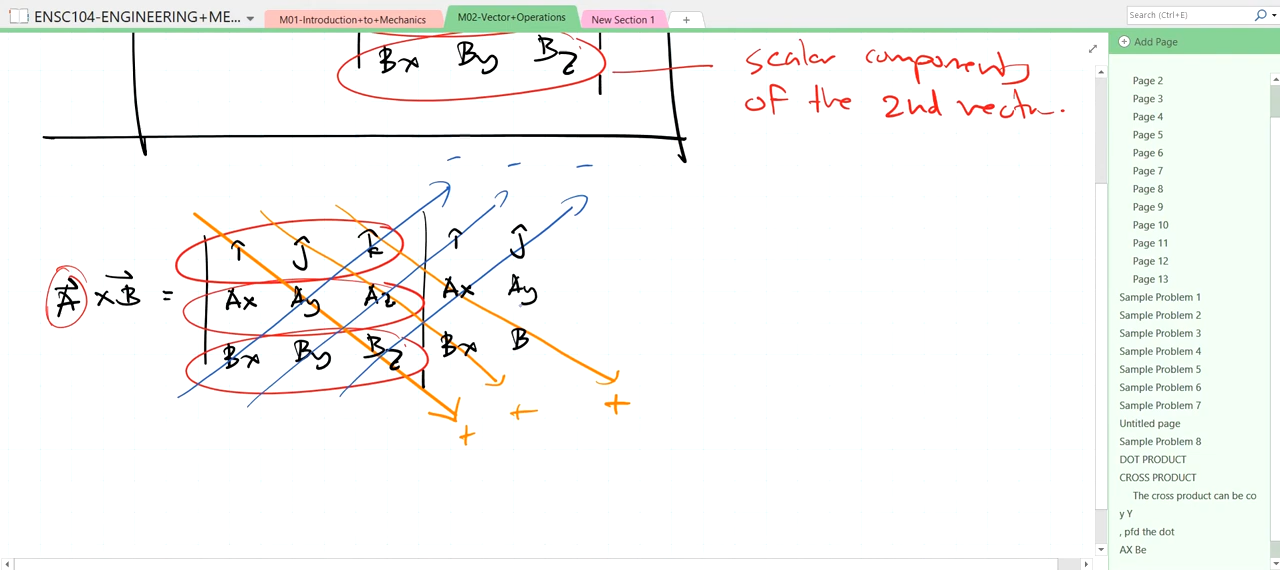 ENSC104-ENGINEERING+ME...
M01-Introduction+to+Mechanics
M02-Vector+Operations
New Section 1
+
Search (Ctrl+E)
Add Page
Bx By Bz
scalar components
of the 2nd vector.
- - -
î ĵ k̂ î ĵ
A⃗ x B⃗ = Ax Ay Az Ax Ay
Bx By Bz Bx B
+ + +
Page 2
Page 3
Page 4
Page 5
Page 6
Page 7
Page 8
Page 9
Page 10
Page 11
Page 12
Page 13
Sample Problem 1
Sample Problem 2
Sample Problem 3
Sample Problem 4
Sample Problem 5
Sample Problem 6
Sample Problem 7
Untitled page
Sample Problem 8
DOT PRODUCT
CROSS PRODUCT
The cross product can be co
y Y
, pfd the dot
AX Be